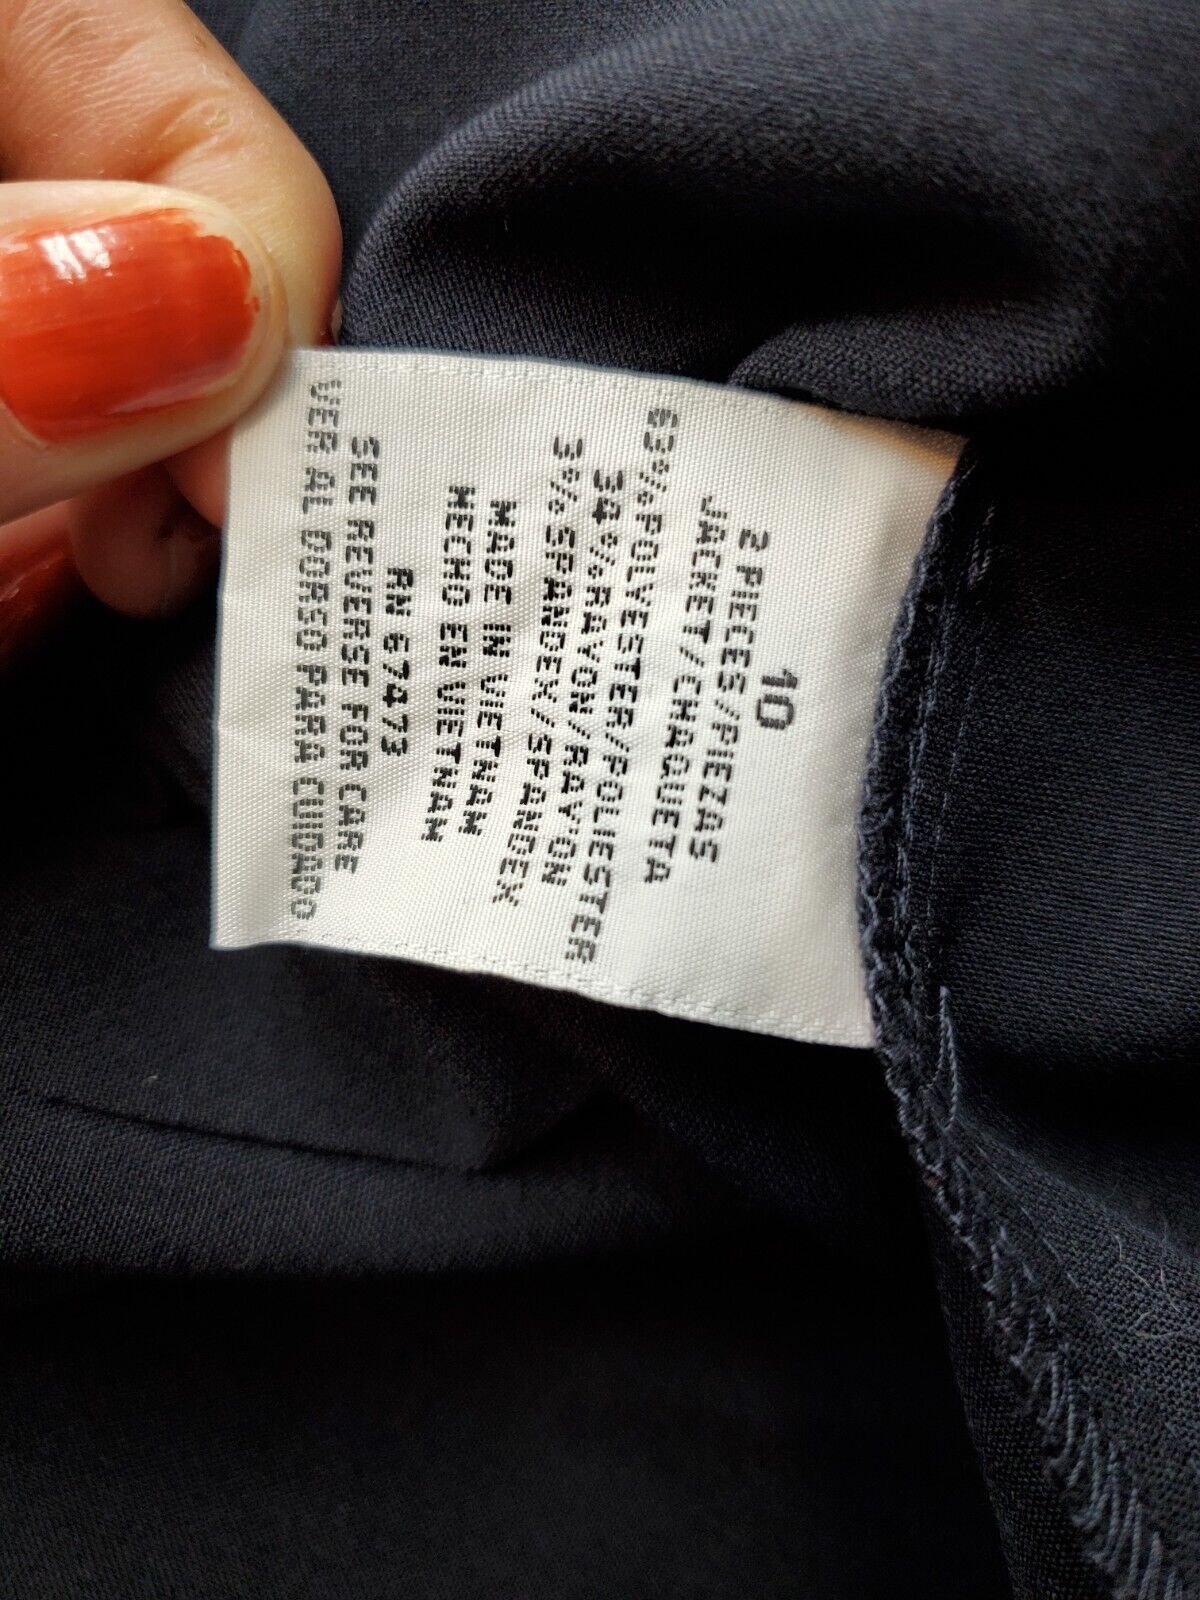 10
2 PIECES/PIEZAS
JACKET/CHAQUETA
63%POLYESTER/POLIESTER
34%RAYON/RAYON
3%SPANDEX/SPANDEX
MADE IN VIETNAM
HECHO EN VIETNAM
RN 67473
SEE REVERSE FOR CARE
VER AL DORSO PARA CUIDADO